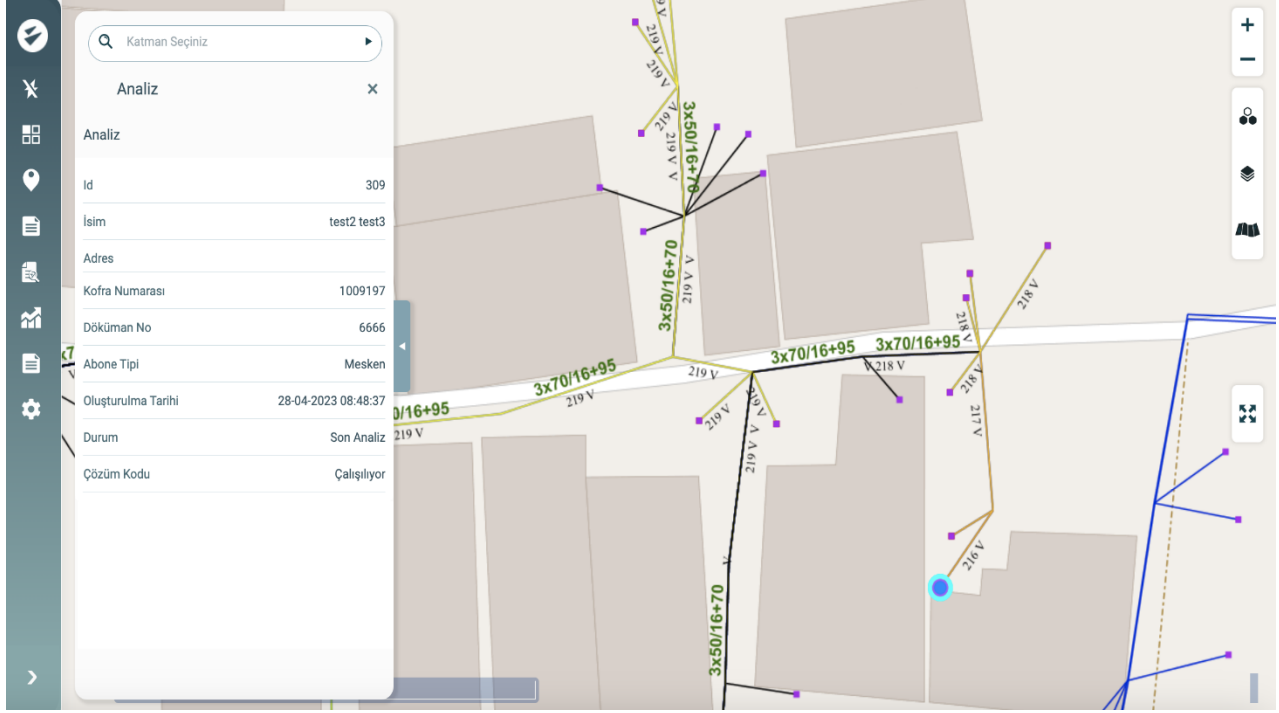 Katman Seçiniz
Analiz
Analiz
Id 309
İsim test2 test3
Adres
Kofra Numarası 1009197
Döküman No 6666
Abone Tipi Mesken
Oluşturulma Tarihi 28-04-2023 08:48:37
Durum Son Analiz
Çözüm Kodu Çalışılıyor
219 V
219 V
219 V
219 V V
3x50/16+70
3x50/16+70
219 V V
3x70/16+95
219 V
0/16+95
219 V
219 V
3x70/16+95
3x70/16+95
V 218 V
218 V
218 V
218 V
217 V
216 V
219 V
219 V
219 V V
V
3x50/16+70